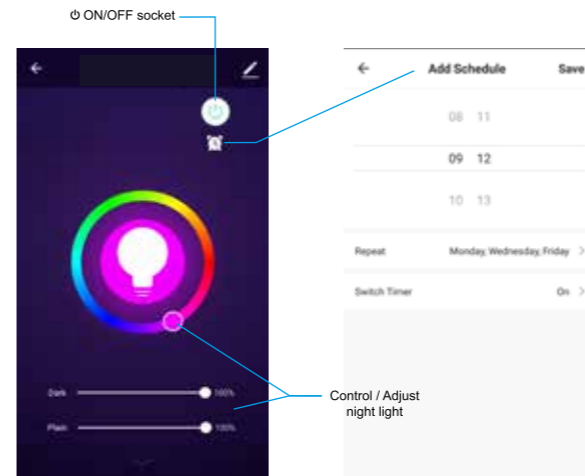 ⏻ ON/OFF socket
Add Schedule Save
08 11
09 12
10 13
Repeat Monday, Wednesday, Friday
Switch Timer On
Dark 100%
Plain 100%
Control / Adjust
night light